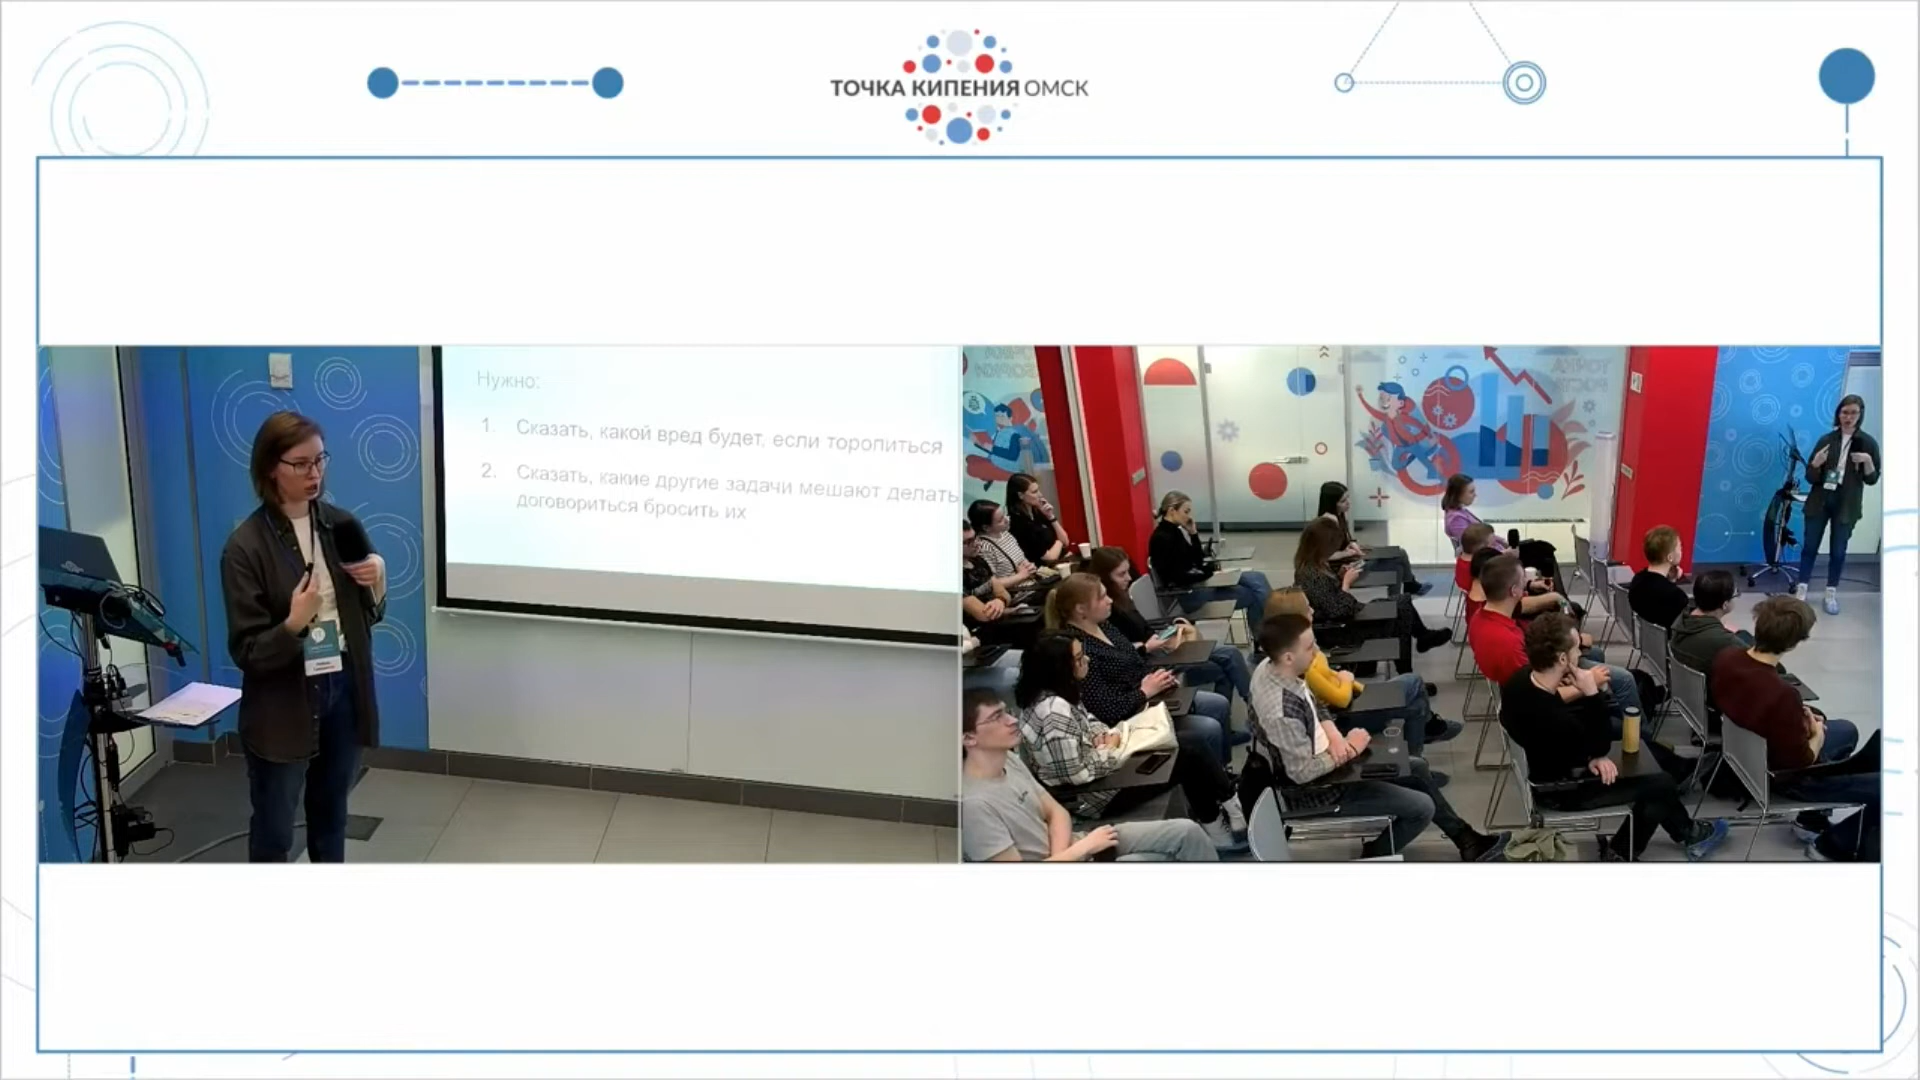 ТОЧКА КИПЕНИЯ ОМСК
Нужно:
1. Сказать, какой вред будет, если торопиться
2. Сказать, какие другие задачи мешают делать
договориться бросить их